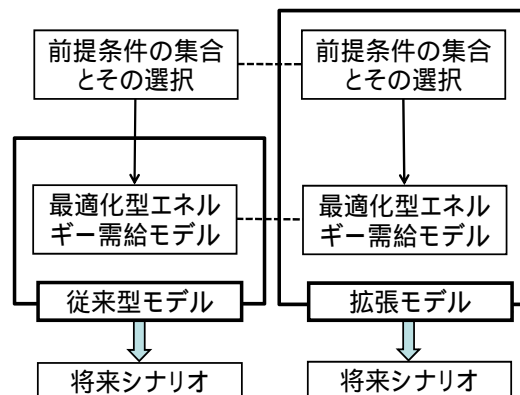 前提条件の集合
とその選択
前提条件の集合
とその選択
最適化型エネル
ギー需給モデル
最適化型エネル
ギー需給モデル
従来型モデル
拡張モデル
将来シナリオ
将来シナリオ